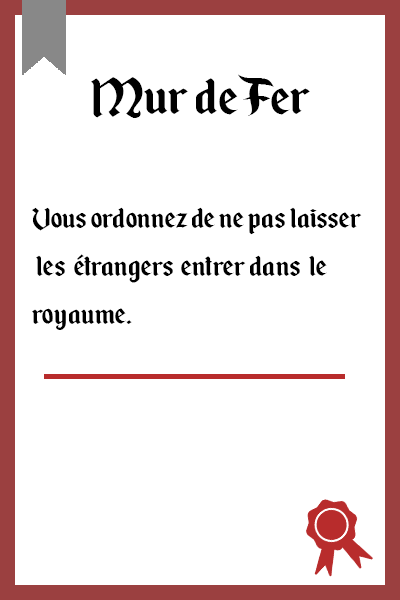 Mur de Fer
Vous ordonnez de ne pas laisser
les étrangers entrer dans le
royaume.